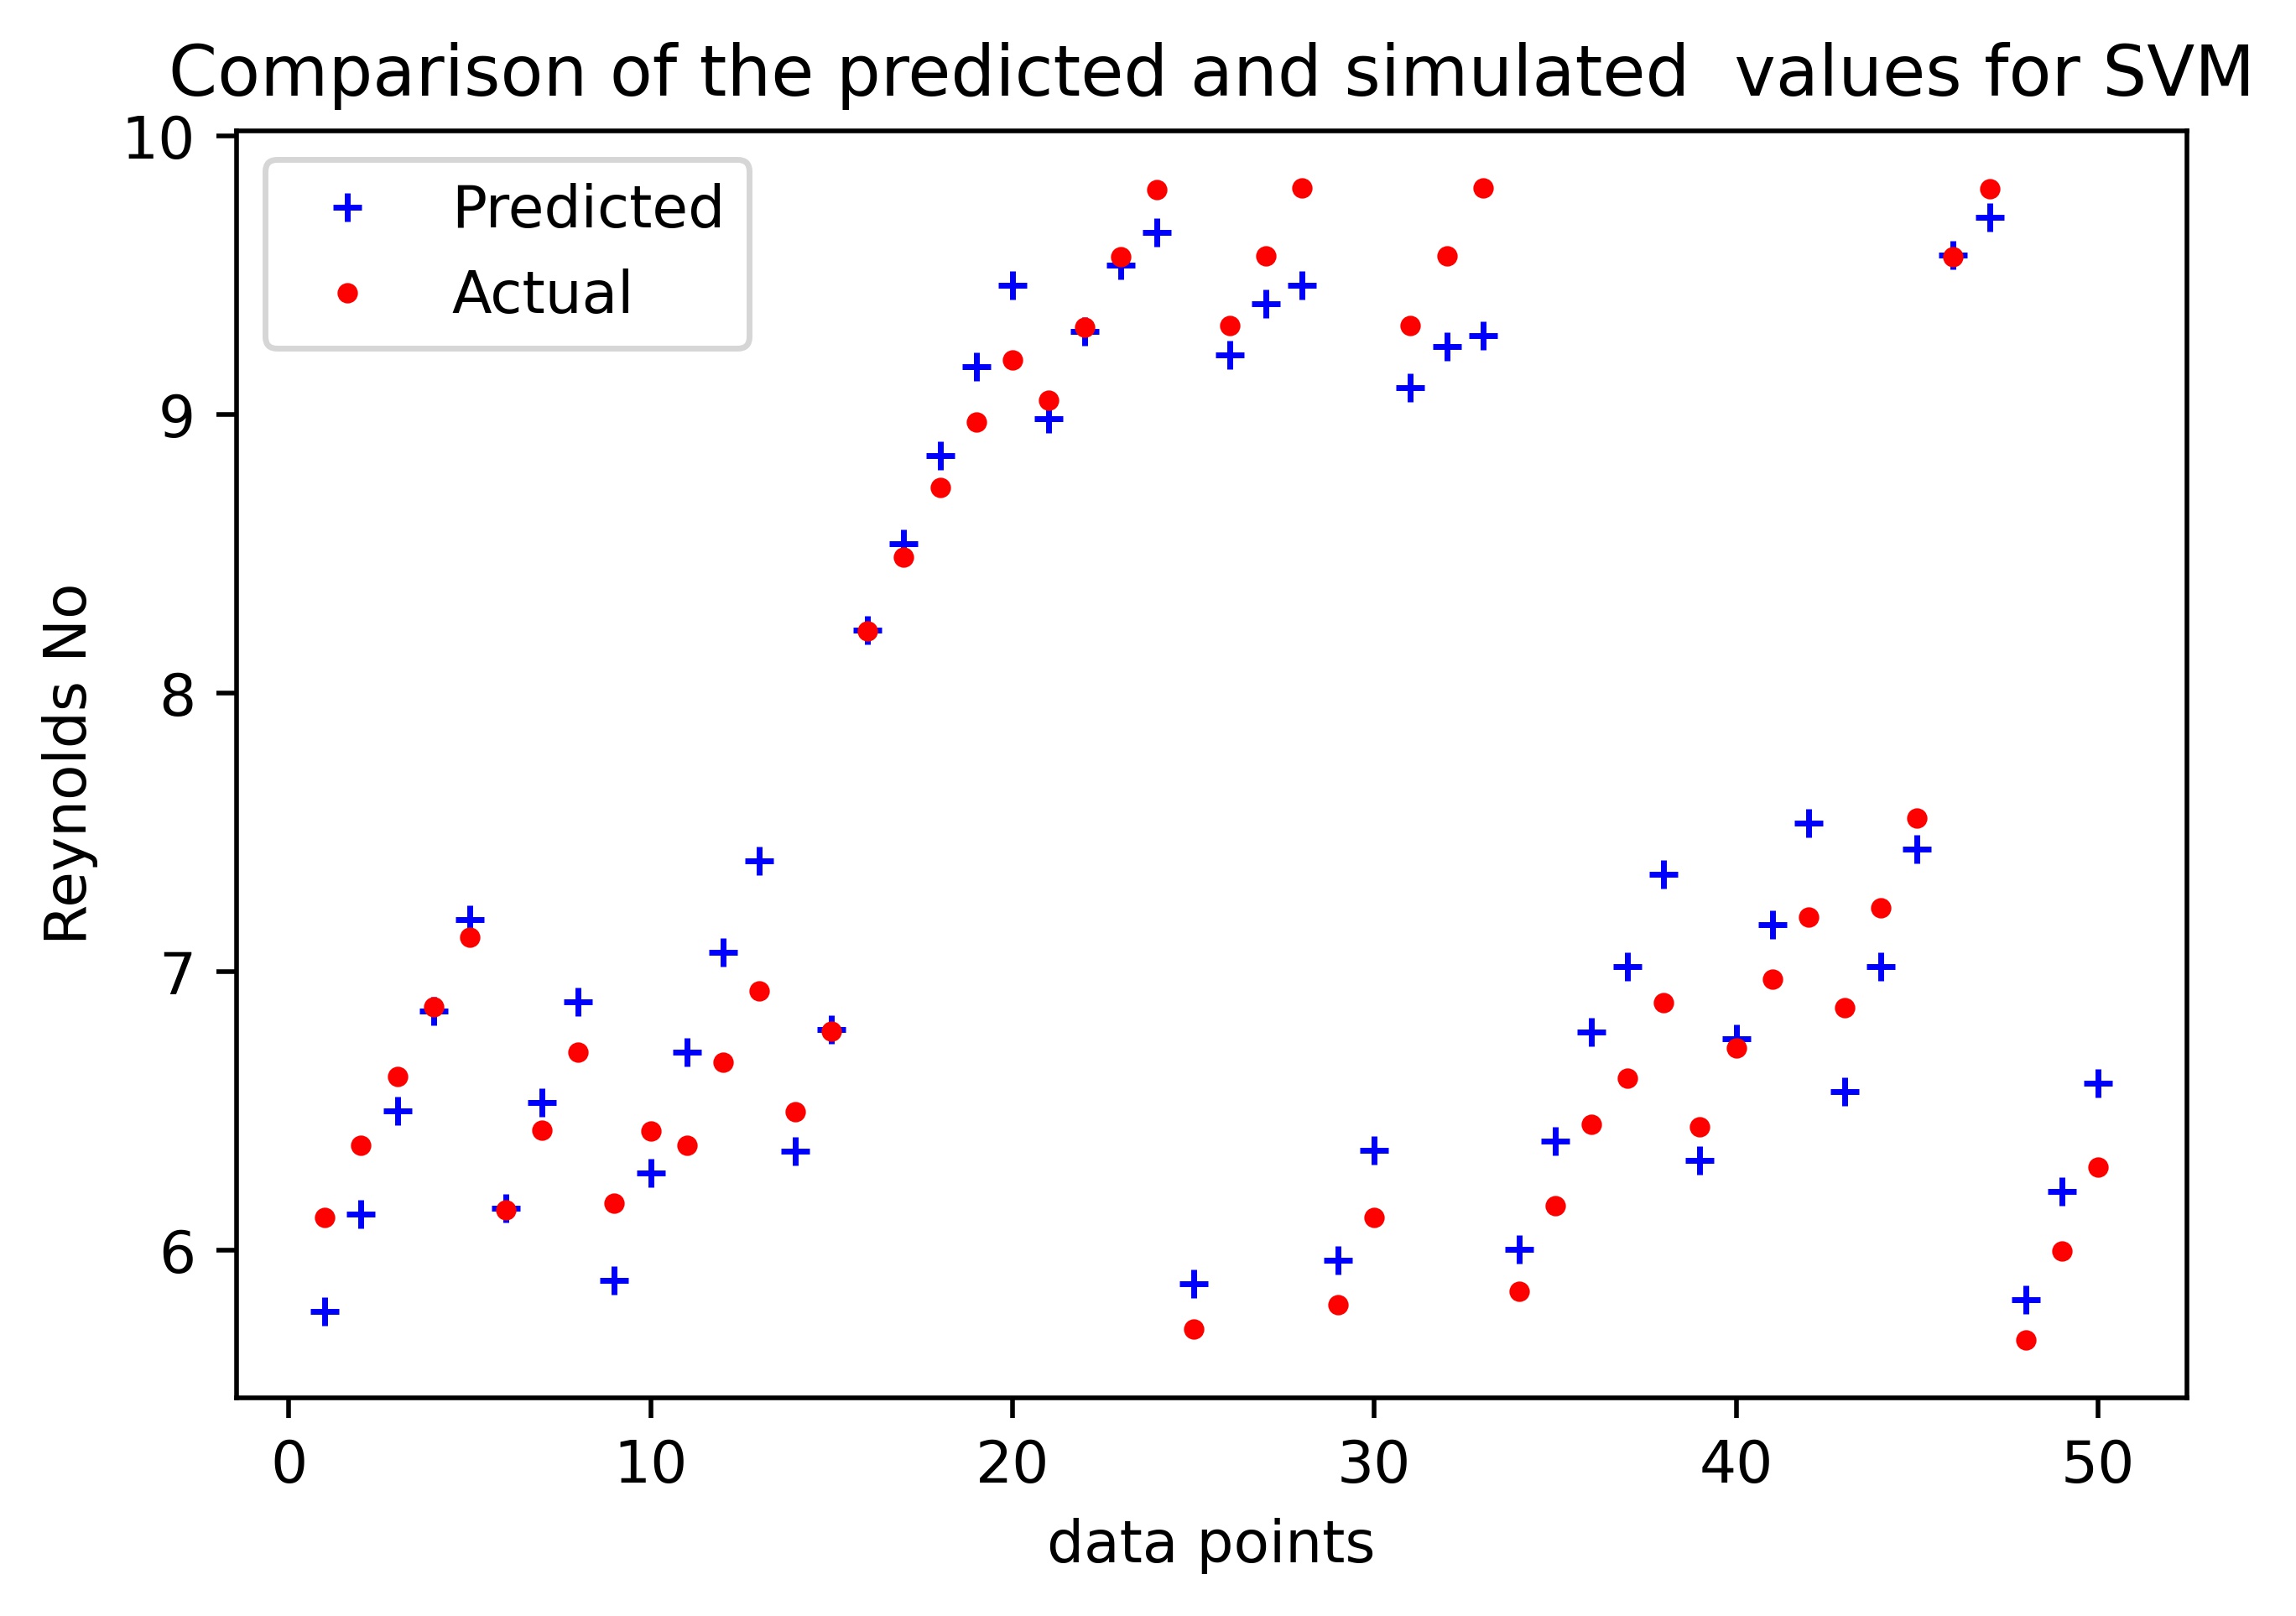 Comparison of the predicted and simulated  values for SVM
Predicted
Actual
10
9
8
7
6
Reynolds No
0 10 20 30 40 50
data points